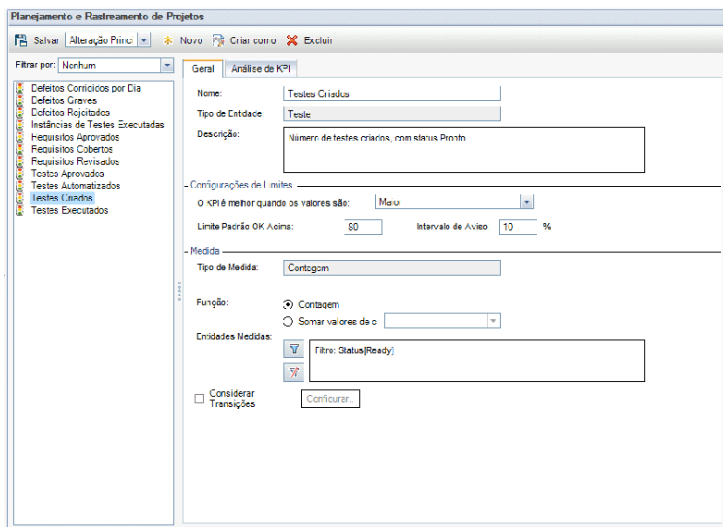 Planejamento e Rastreamento de Projetos
Salvar Alteração Princi Novo Criar como Excluir
Filtrar por: Nenhum
Defeitos Corrigidos por Dia
Defeitos Graves
Defeitos Rejeitados
Instâncias de Testes Executadas
Requisitos Aprovados
Requisitos Cobertos
Requisitos Revisados
Testes Aprovados
Testes Automatizados
Testes Criados
Testes Executados
Geral Análise de KPI
Nome: Testes Criados
Tipo de Entidade Teste
Descrição: Número de testes criados, com status Pronto
Configurações de Limites
O KPI é melhor quando os valores são: Maior
Limite Padrão OK Acima: 80 Intervalo de Aviso 10 %
Medida
Tipo de Medida: Contagem
Função: Contagem
Somar valores de c
Entidades Medidas: Filtro: Status[Ready]
Considerar
Transições
Configurar..